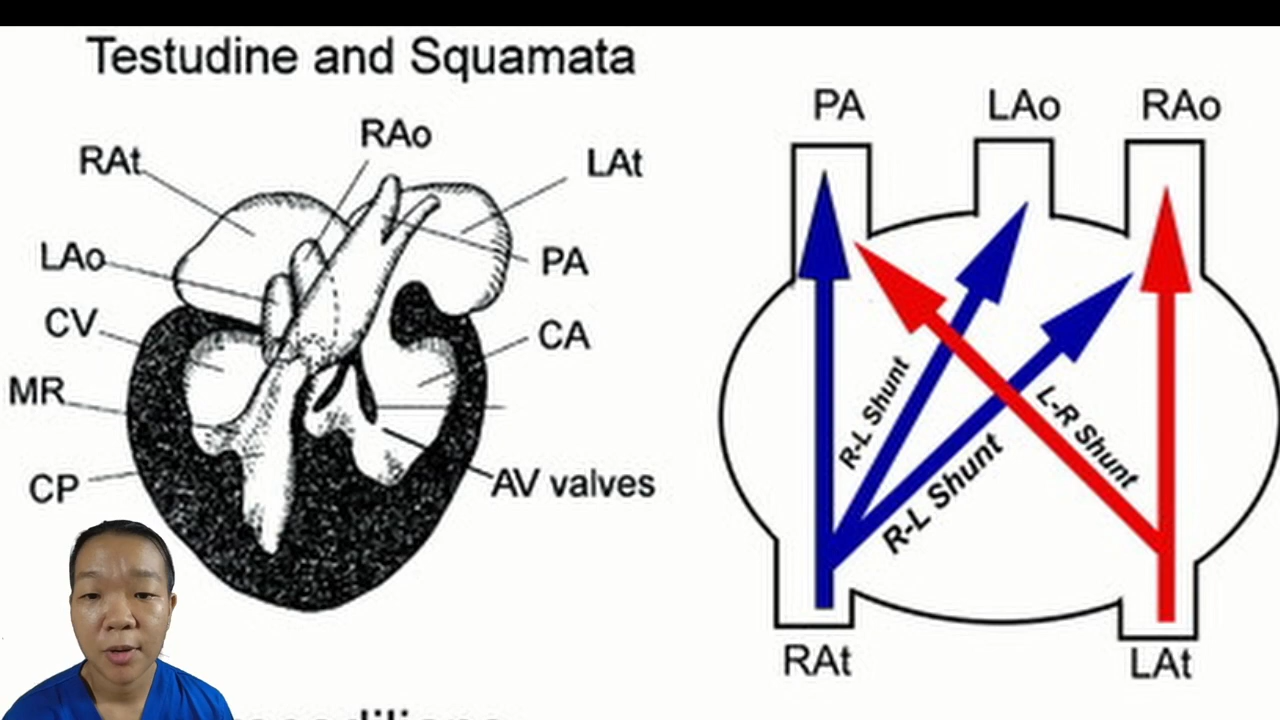 Testudine and Squamata
RAt
RAo
LAt
LAo
PA
CV
CA
MR
CP
AV valves
PA
LAo
RAo
R-L Shunt
R-L Shunt
L-R Shunt
RAt
LAt